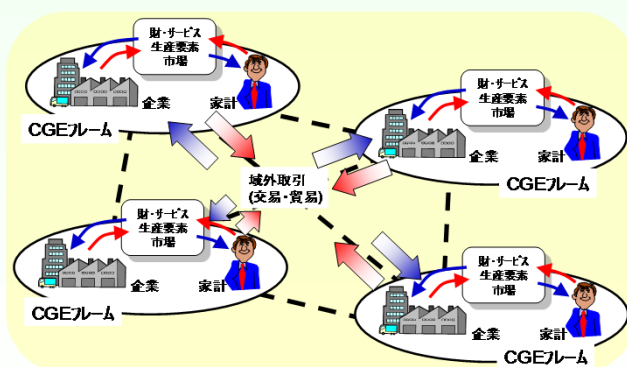 財・サービス
生産要素
市場
企業
家計
CGEフレーム
財・サービス
生産要素
市場
企業
家計
CGEフレーム
域外取引
(交易・貿易)
財・サービス
生産要素
市場
企業
家計
CGEフレーム
財・サービス
生産要素
市場
企業
家計
CGEフレーム